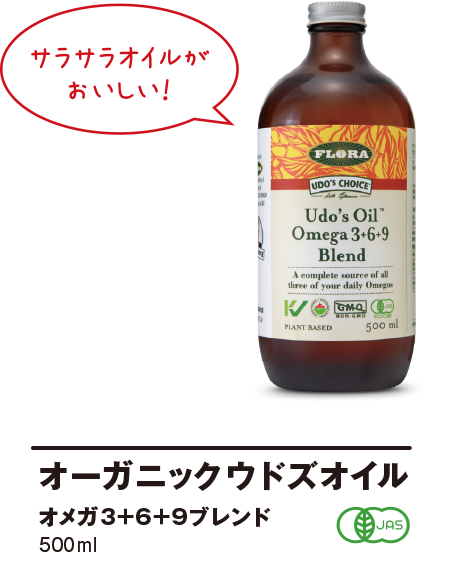 サラサラオイルが
おいしい!
FLORA
UDO'S CHOICE
Udo's Oil™
Omega 3+6+9
Blend
A complete source of all
three of your daily Omegas
GMO
NON-GMO
PLANT BASED
500 ml
オーガニックウドズオイル
オメガ3+6+9ブレンド
500ml
JAS